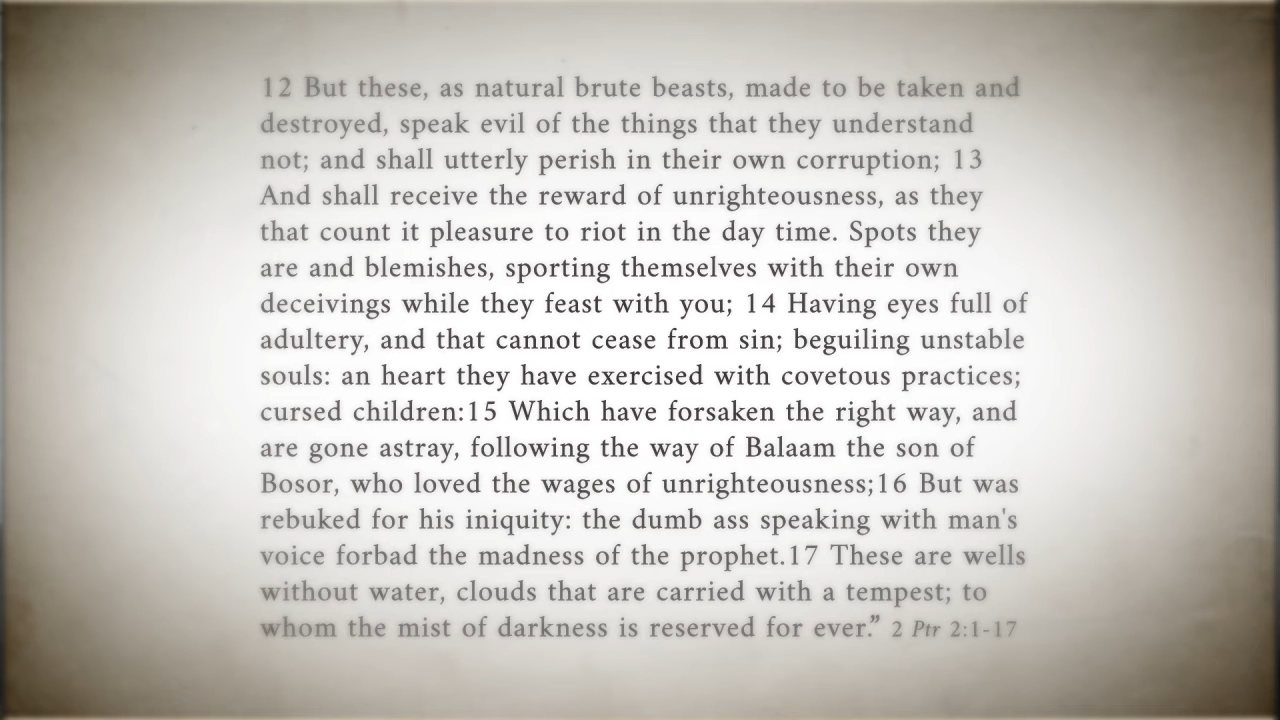 12 But these, as natural brute beasts, made to be taken and
destroyed, speak evil of the things that they understand
not; and shall utterly perish in their own corruption; 13
And shall receive the reward of unrighteousness, as they
that count it pleasure to riot in the day time. Spots they
are and blemishes, sporting themselves with their own
deceivings while they feast with you; 14 Having eyes full of
adultery, and that cannot cease from sin; beguiling unstable
souls: an heart they have exercised with covetous practices;
cursed children:15 Which have forsaken the right way, and
are gone astray, following the way of Balaam the son of
Bosor, who loved the wages of unrighteousness;16 But was
rebuked for his iniquity: the dumb ass speaking with man's
voice forbad the madness of the prophet.17 These are wells
without water, clouds that are carried with a tempest; to
whom the mist of darkness is reserved for ever.” 2 Ptr 2:1-17